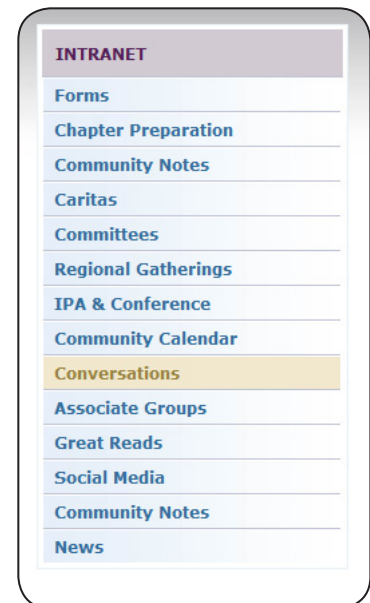 INTRANET
Forms
Chapter Preparation
Community Notes
Caritas
Committees
Regional Gatherings
IPA & Conference
Community Calendar
Conversations
Associate Groups
Great Reads
Social Media
Community Notes
News